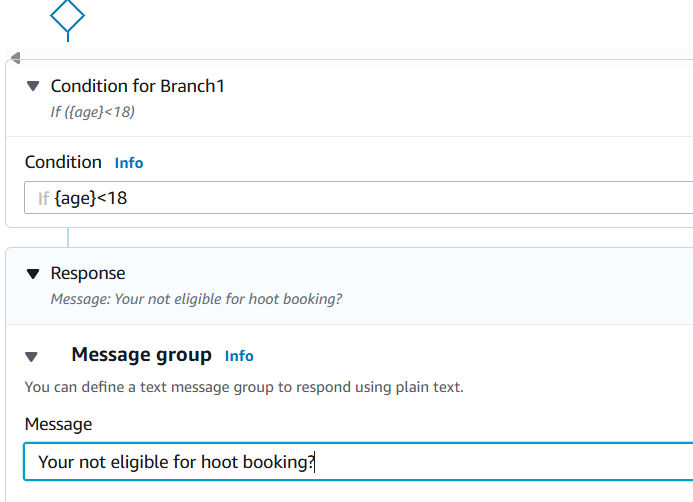 Condition for Branch1
If ({age}<18)
Condition Info
If {age}<18
Response
Message: Your not eligible for hoot booking?
Message group Info
You can define a text message group to respond using plain text.
Message
Your not eligible for hoot booking?